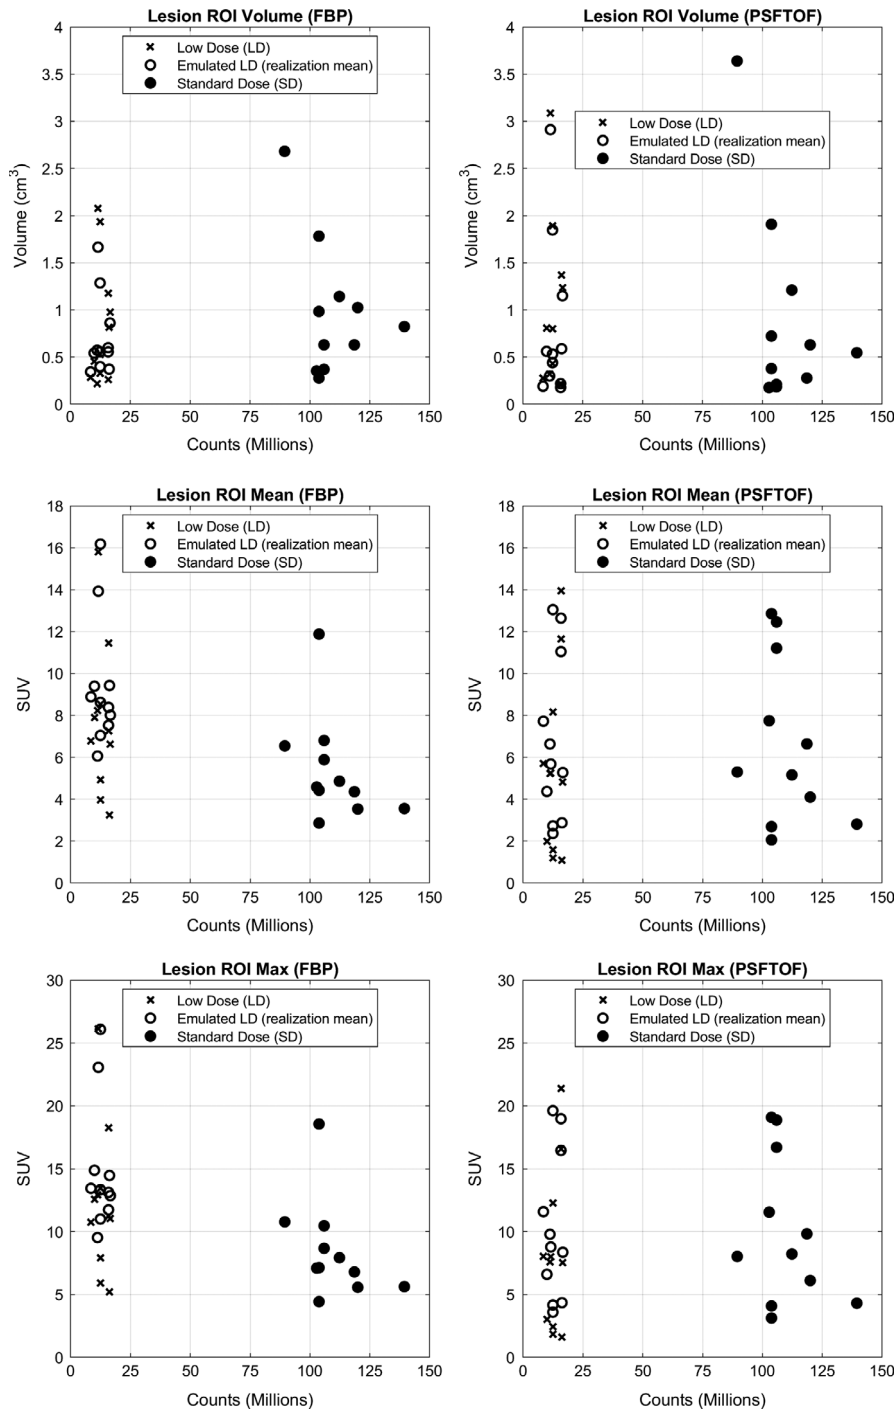 Lesion ROI Volume (FBP)
4
3.5
3
2.5
2
1.5
1
0.5
0
Volume (cm3)
Low Dose (LD)
Emulated LD (realization mean)
Standard Dose (SD)
0 25 50 75 100 125 150
Counts (Millions)
Lesion ROI Volume (PSFTOF)
4
3.5
3
2.5
2
1.5
1
0.5
0
Volume (cm3)
Low Dose (LD)
Emulated LD (realization mean)
Standard Dose (SD)
0 25 50 75 100 125 150
Counts (Millions)
Lesion ROI Mean (FBP)
18
16
14
12
10
8
6
4
2
0
SUV
Low Dose (LD)
Emulated LD (realization mean)
Standard Dose (SD)
0 25 50 75 100 125 150
Counts (Millions)
Lesion ROI Mean (PSFTOF)
18
16
14
12
10
8
6
4
2
0
SUV
Low Dose (LD)
Emulated LD (realization mean)
Standard Dose (SD)
0 25 50 75 100 125 150
Counts (Millions)
Lesion ROI Max (FBP)
30
25
20
15
10
5
0
SUV
Low Dose (LD)
Emulated LD (realization mean)
Standard Dose (SD)
0 25 50 75 100 125 150
Counts (Millions)
Lesion ROI Max (PSFTOF)
30
25
20
15
10
5
0
SUV
Low Dose (LD)
Emulated LD (realization mean)
Standard Dose (SD)
0 25 50 75 100 125 150
Counts (Millions)